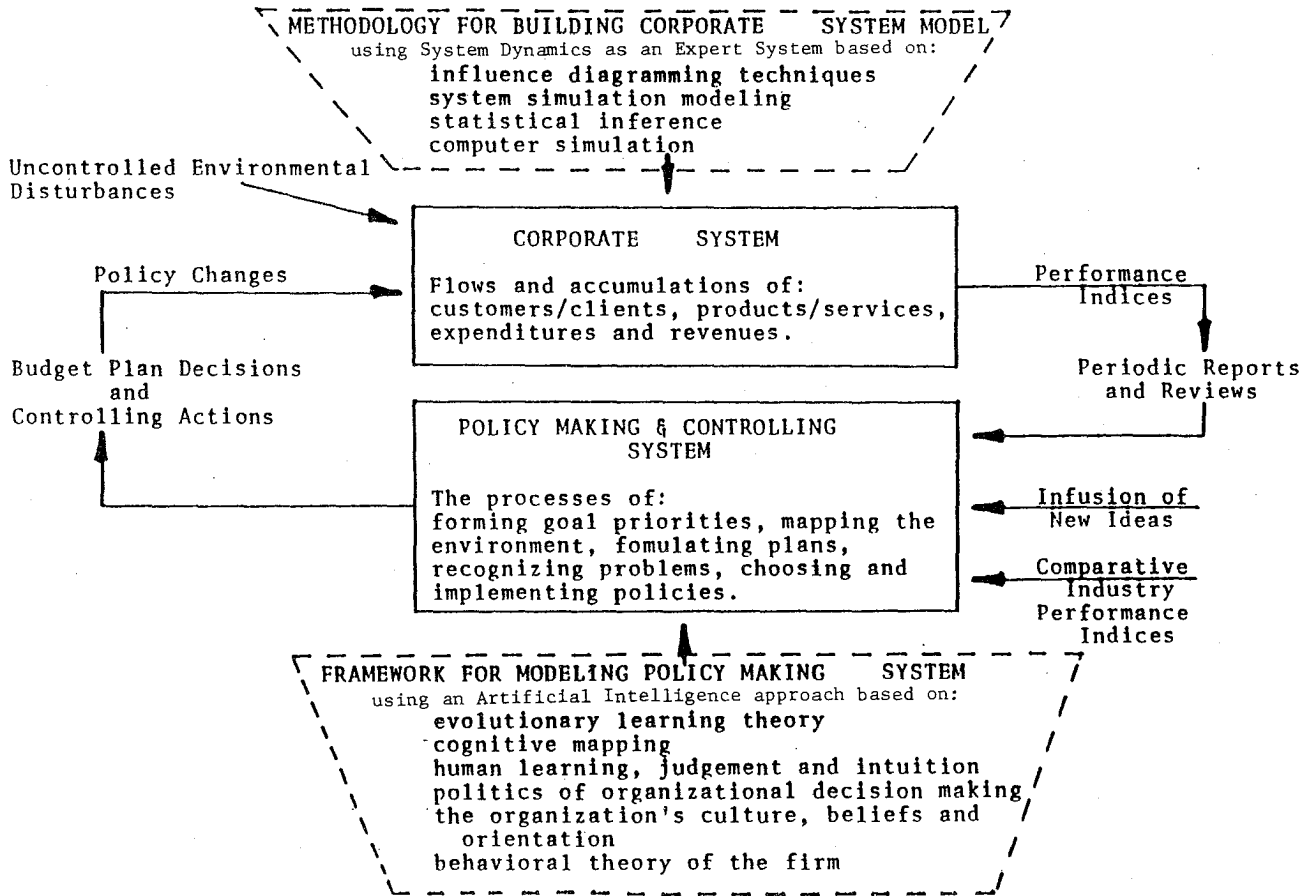 METHODOLOGY FOR BUILDING CORPORATE SYSTEM MODEL
using System Dynamics as an Expert System based on:
influence diagramming techniques
system simulation modeling
statistical inference
computer simulation
Uncontrolled Environmental
Disturbances
CORPORATE SYSTEM
Flows and accumulations of:
customers/clients, products/services,
expenditures and revenues.
Policy Changes
Performance
Indices
Budget Plan Decisions
and
Controlling Actions
Periodic Reports
and Reviews
POLICY MAKING & CONTROLLING
SYSTEM
The processes of:
forming goal priorities, mapping the
environment, fomulating plans,
recognizing problems, choosing and
implementing policies.
Infusion of
New Ideas
Comparative
Industry
Performance
Indices
FRAMEWORK FOR MODELING POLICY MAKING SYSTEM
using an Artificial Intelligence approach based on:
evolutionary learning theory
cognitive mapping
human learning, judgement and intuition
politics of organizational decision making
the organization's culture, beliefs and
orientation
behavioral theory of the firm